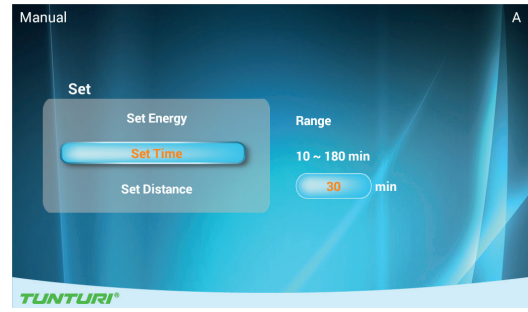 Manual
A
Set
Set Energy
Set Time
Set Distance
Range
10 ~ 180 min
30 min
TUNTURI®